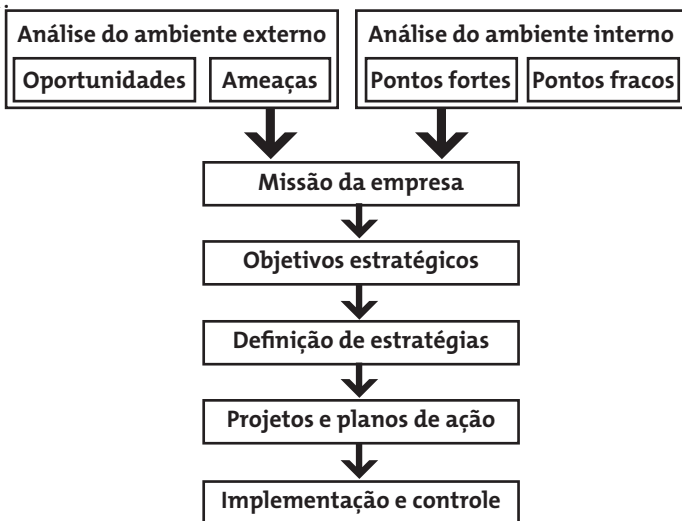 Análise do ambiente externo
Oportunidades
Ameaças
Análise do ambiente interno
Pontos fortes
Pontos fracos
Missão da empresa
Objetivos estratégicos
Definição de estratégias
Projetos e planos de ação
Implementação e controle